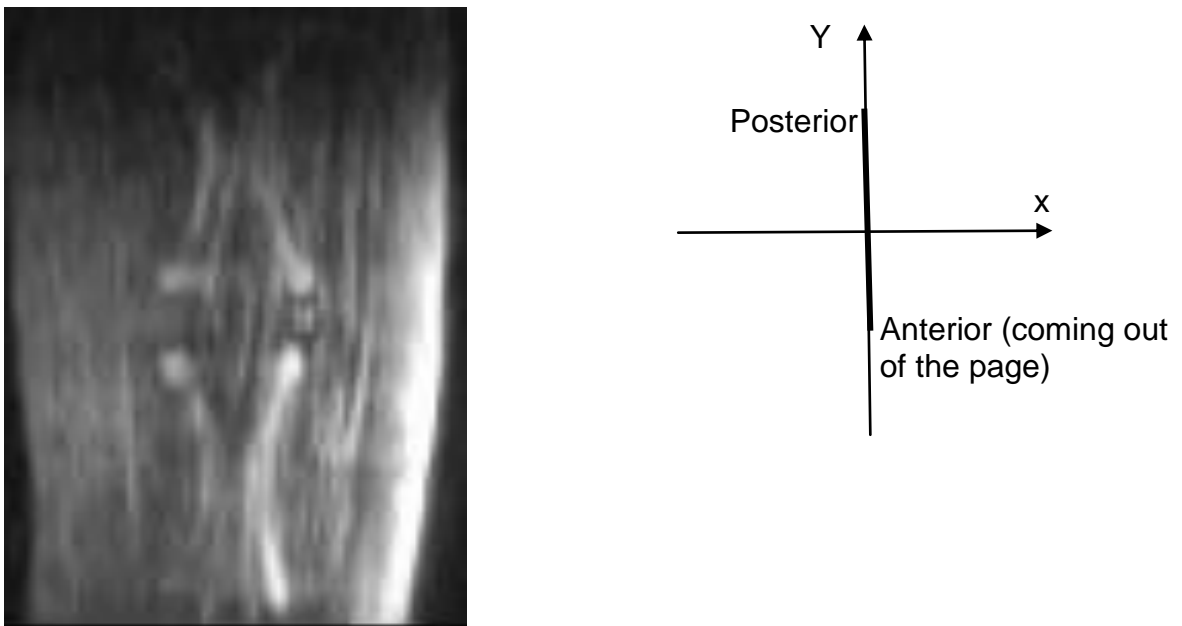 Y
Posterior
x
Anterior (coming out
of the page)